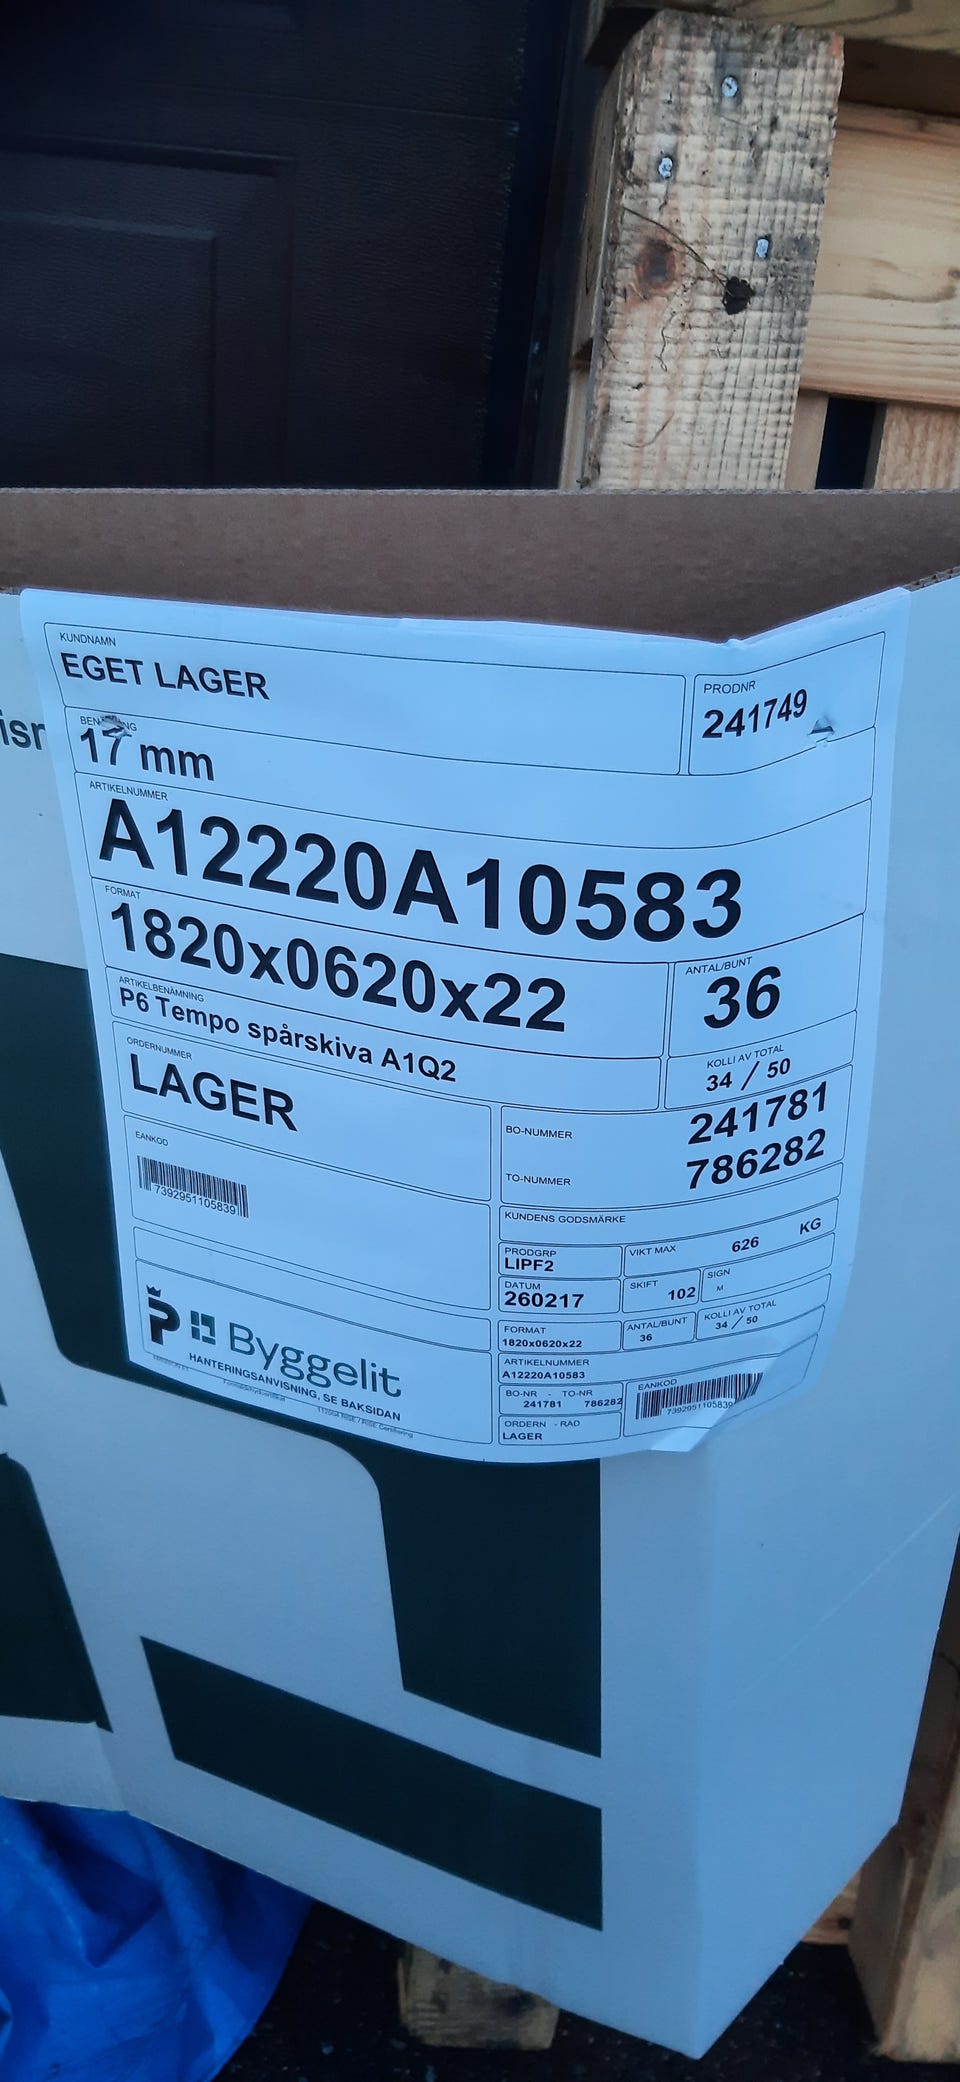 isr
KUNDNAMN
EGET LAGER
PRODNR
241749
17 mm
ARTIKELNUMMER
A12220A10583
FORMAT
1820x0620x22
ANTAL/BUNT
36
ARTIKELBENÄMNING
P6 Tempo spårskiva A1Q2
KOLLI AV TOTAL
34 / 50
ORDERNUMMER
LAGER
BO-NUMMER 241781
TO-NUMMER 786282
EANKOD
7392951105839
KUNDENS GODSMÄRKE
PRODGRP
LIPF2
VIKT MAX 626 KG
DATUM
260217
SKIFT 102
SIGN
M
FORMAT
1820x0620x22
ANTAL/BUNT
36
KOLLI AV TOTAL
34 / 50
ARTIKELNUMMER
A12220A10583
BO-NR - TO-NR
241781 786282
EANKOD
7392951105839
ORDERN - RAD
LAGER
P Byggelit
HANTERINGSANVISNING, SE BAKSIDAN